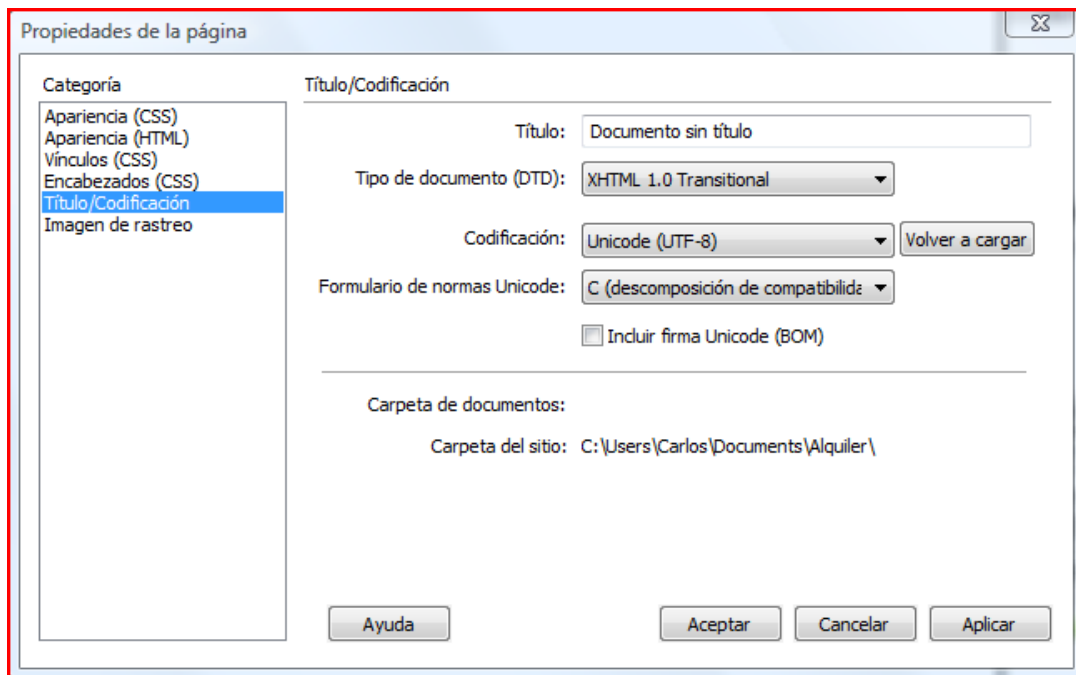 Propiedades de la página
Categoría
Apariencia (CSS)
Apariencia (HTML)
Vínculos (CSS)
Encabezados (CSS)
Título/Codificación
Imagen de rastreo
Título/Codificación
Título: Documento sin título
Tipo de documento (DTD): XHTML 1.0 Transitional
Codificación: Unicode (UTF-8) Volver a cargar
Formulario de normas Unicode: C (descomposición de compatibilida
Incluir firma Unicode (BOM)
Carpeta de documentos:
Carpeta del sitio: C:\Users\Carlos\Documents\Alquiler\
Ayuda Aceptar Cancelar Aplicar